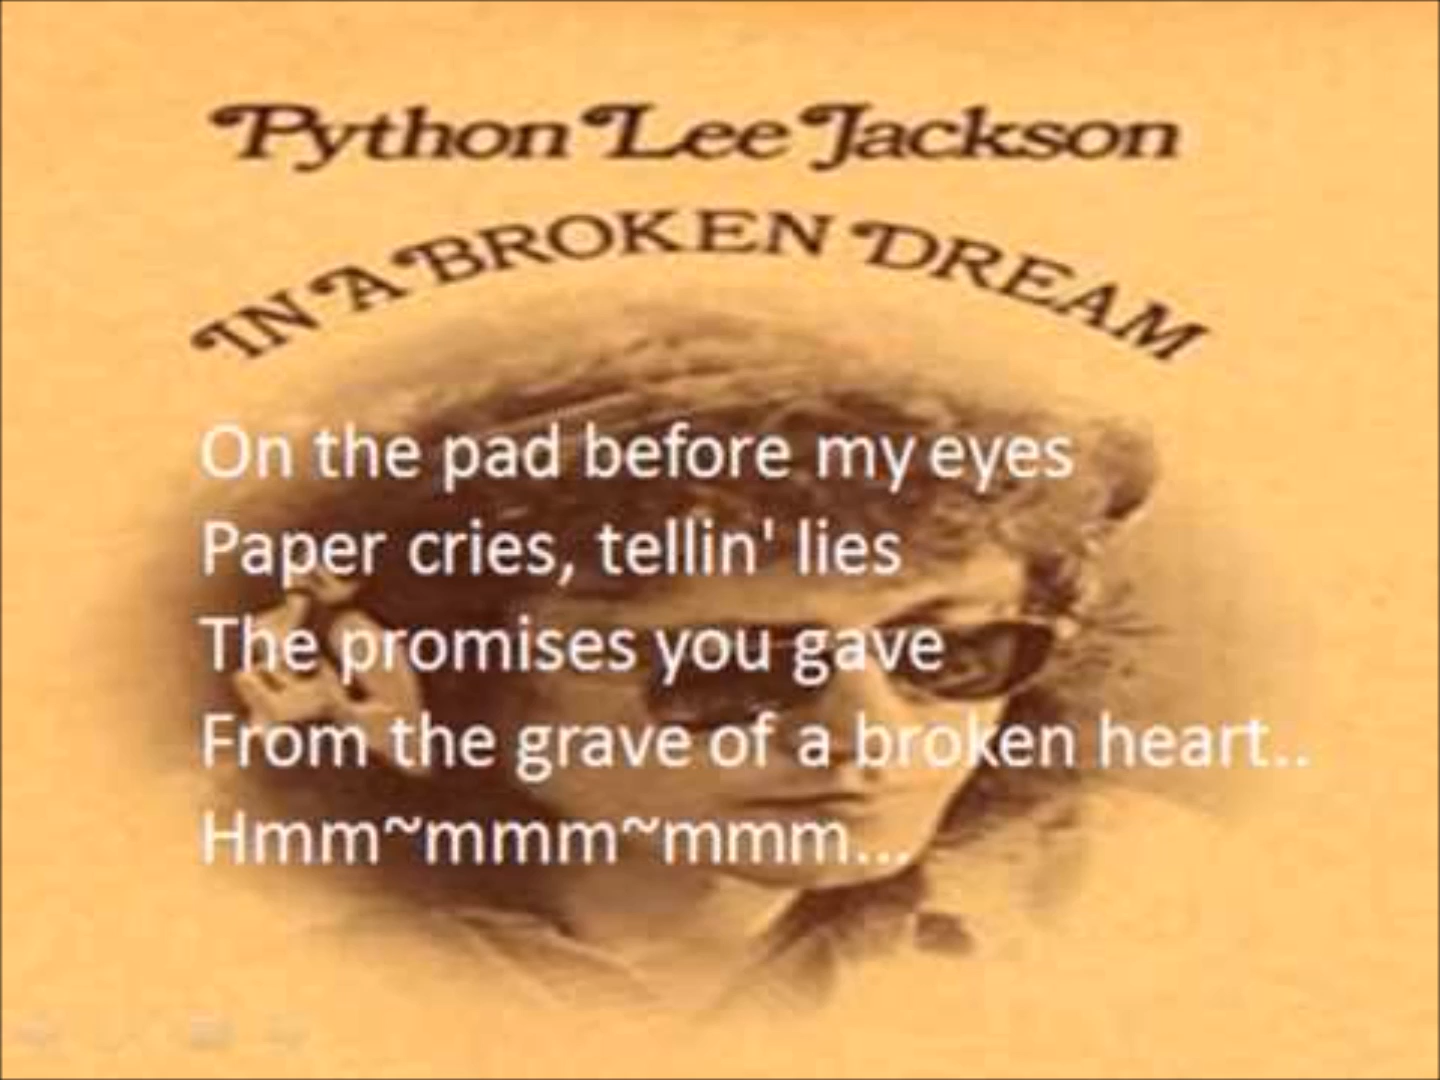 Python Lee Jackson
IN A BROKEN DREAM
On the pad before my eyes
Paper cries, tellin' lies
The promises you gave
From the grave of a broken heart..
Hmm~mmm~mmm...